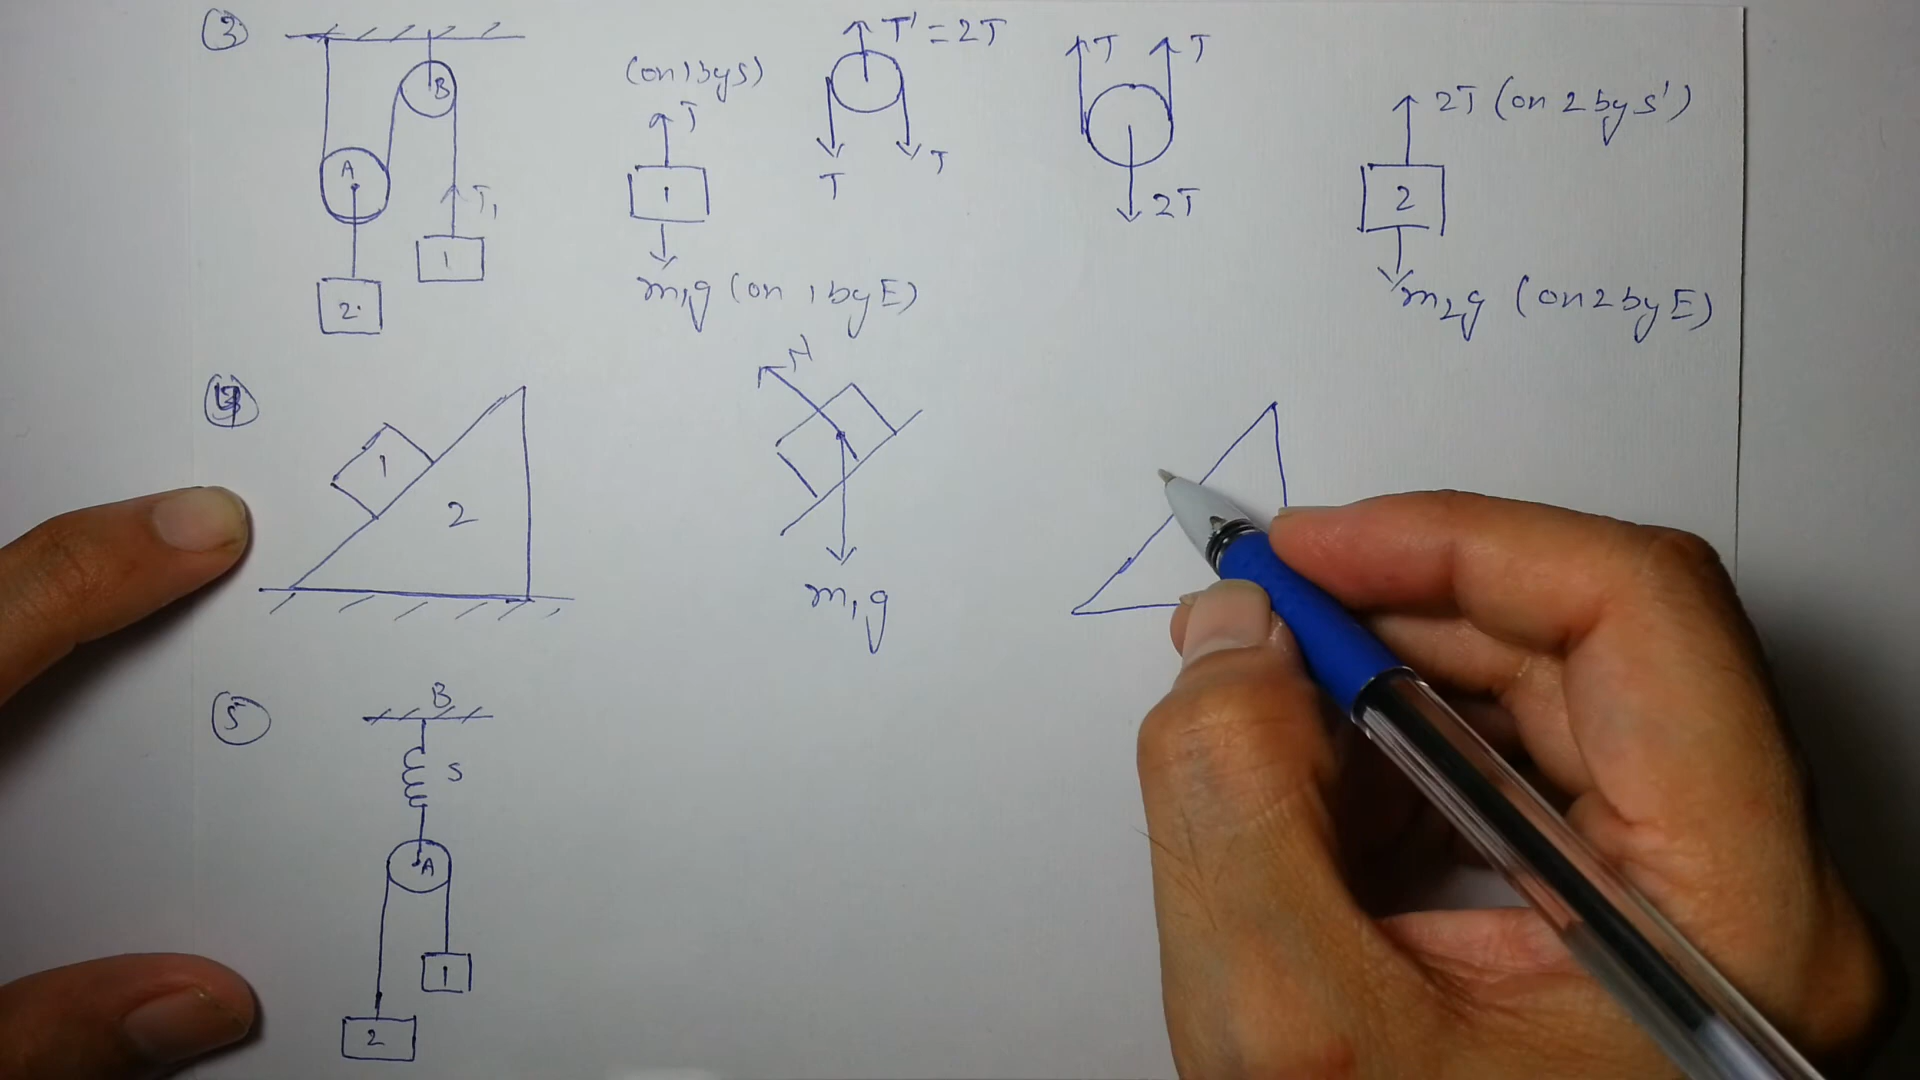 3
B
A
T₁
1
2
(on 1 by S)
T
1
m₁g (on 1 by E)
T' = 2T
T
T
T
T
2T
2T (on 2 by S')
2
m₂g (on 2 by E)
1
2
N
m₁g
5
B
S
A
1
2